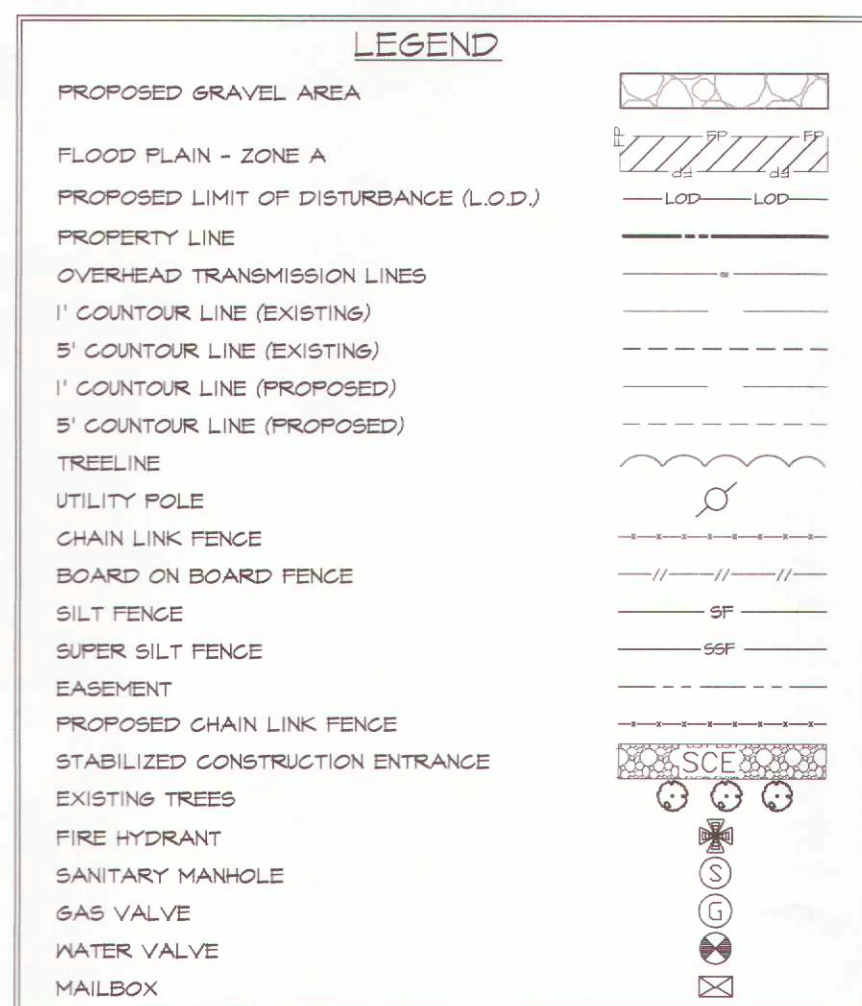 LEGEND
PROPOSED GRAVEL AREA
FLOOD PLAIN - ZONE A FP FP FP FP FP
PROPOSED LIMIT OF DISTURBANCE (L.O.D.) LOD LOD
PROPERTY LINE
OVERHEAD TRANSMISSION LINES
1' COUNTOUR LINE (EXISTING)
5' COUNTOUR LINE (EXISTING)
1' COUNTOUR LINE (PROPOSED)
5' COUNTOUR LINE (PROPOSED)
TREELINE
UTILITY POLE
CHAIN LINK FENCE
BOARD ON BOARD FENCE
SILT FENCE SF
SUPER SILT FENCE SSF
EASEMENT
PROPOSED CHAIN LINK FENCE
STABILIZED CONSTRUCTION ENTRANCE SCE
EXISTING TREES
FIRE HYDRANT
SANITARY MANHOLE S
GAS VALVE G
WATER VALVE
MAILBOX